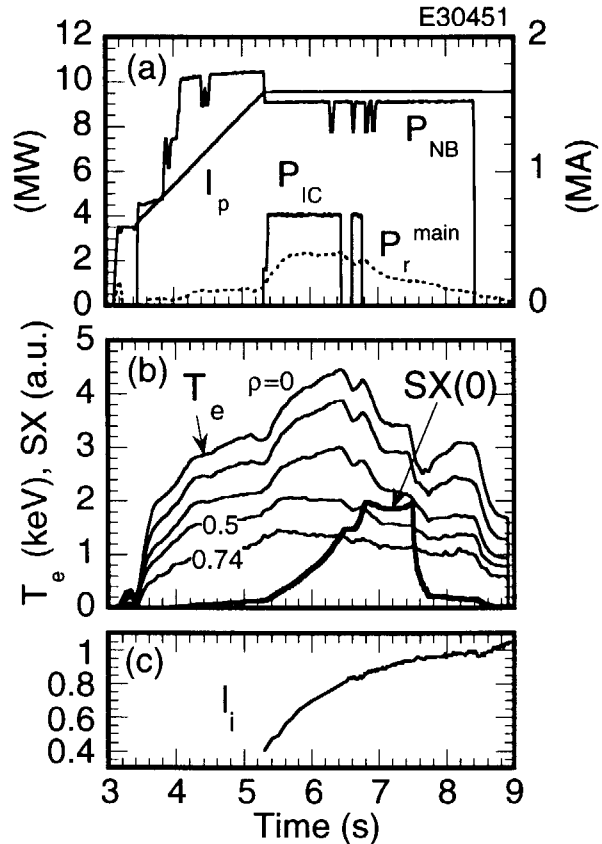 E30451
12
10
8
6
4
2
0
(MW)
2
1
0
(MA)
(a)
P_NB
I_p
P_IC
P_r^main
5
4
3
2
1
0
T_e (keV), SX (a.u.)
(b)
T_e
ρ=0
SX(0)
0.5
0.74
1
0.8
0.6
0.4
(c)
l_i
3 4 5 6 7 8 9
Time (s)